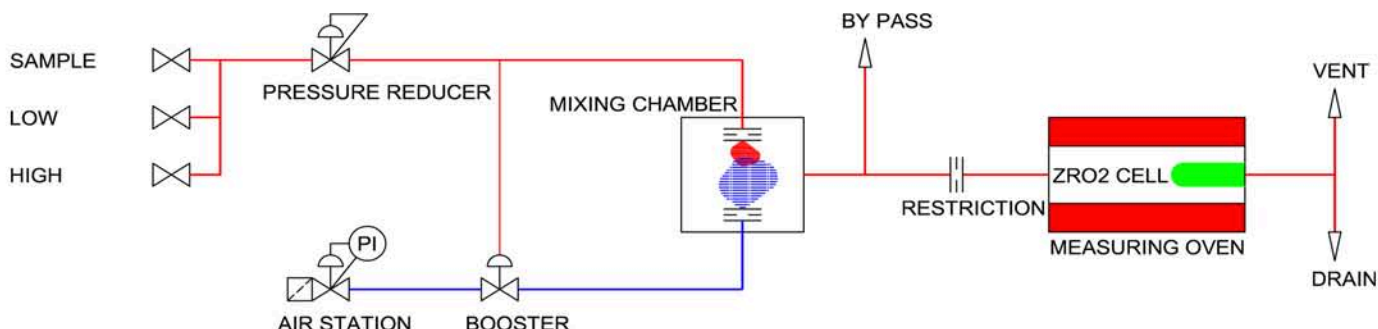 BY PASS
SAMPLE
VENT
PRESSURE REDUCER
MIXING CHAMBER
LOW
HIGH
ZRO2 CELL
RESTRICTION
MEASURING OVEN
PI
DRAIN
AIR STATION
BOOSTER